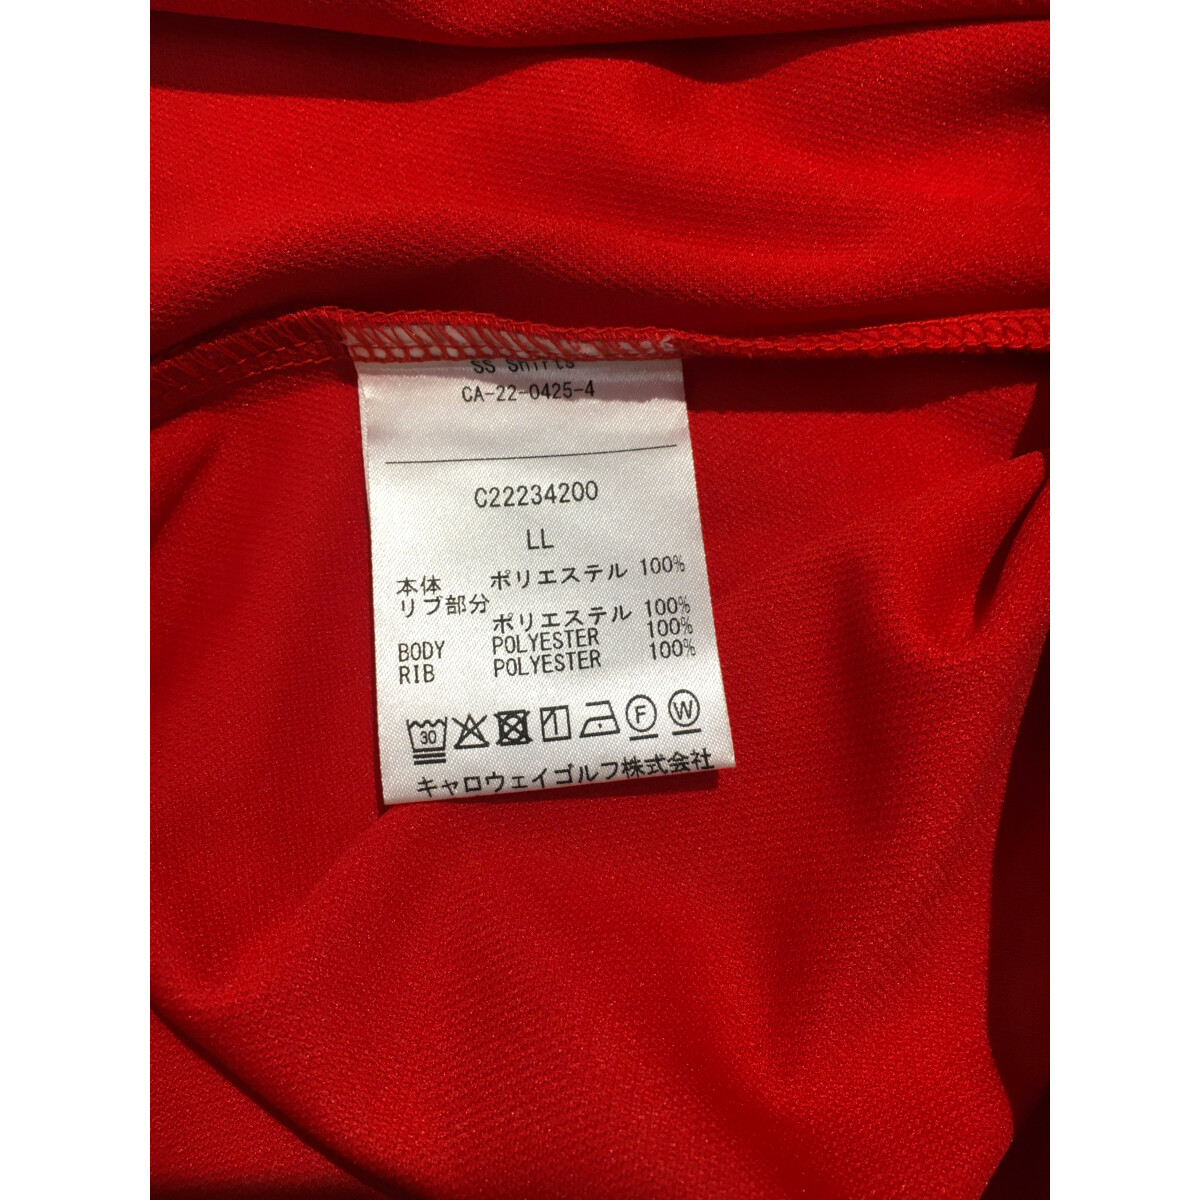 SS Shirts
CA-22-0425-4
C22234200
LL
本体 ポリエステル 100%
リブ部分
ポリエステル 100%
BODY POLYESTER 100%
RIB POLYESTER 100%
30 F W
キャロウェイゴルフ株式会社